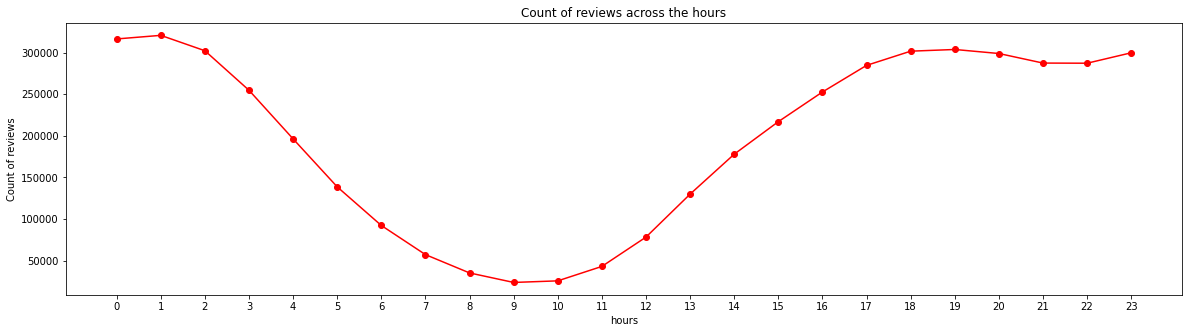 Count of reviews across the hours
300000
250000
200000
150000
100000
50000
Count of reviews
0 1 2 3 4 5 6 7 8 9 10 11 12 13 14 15 16 17 18 19 20 21 22 23
hours